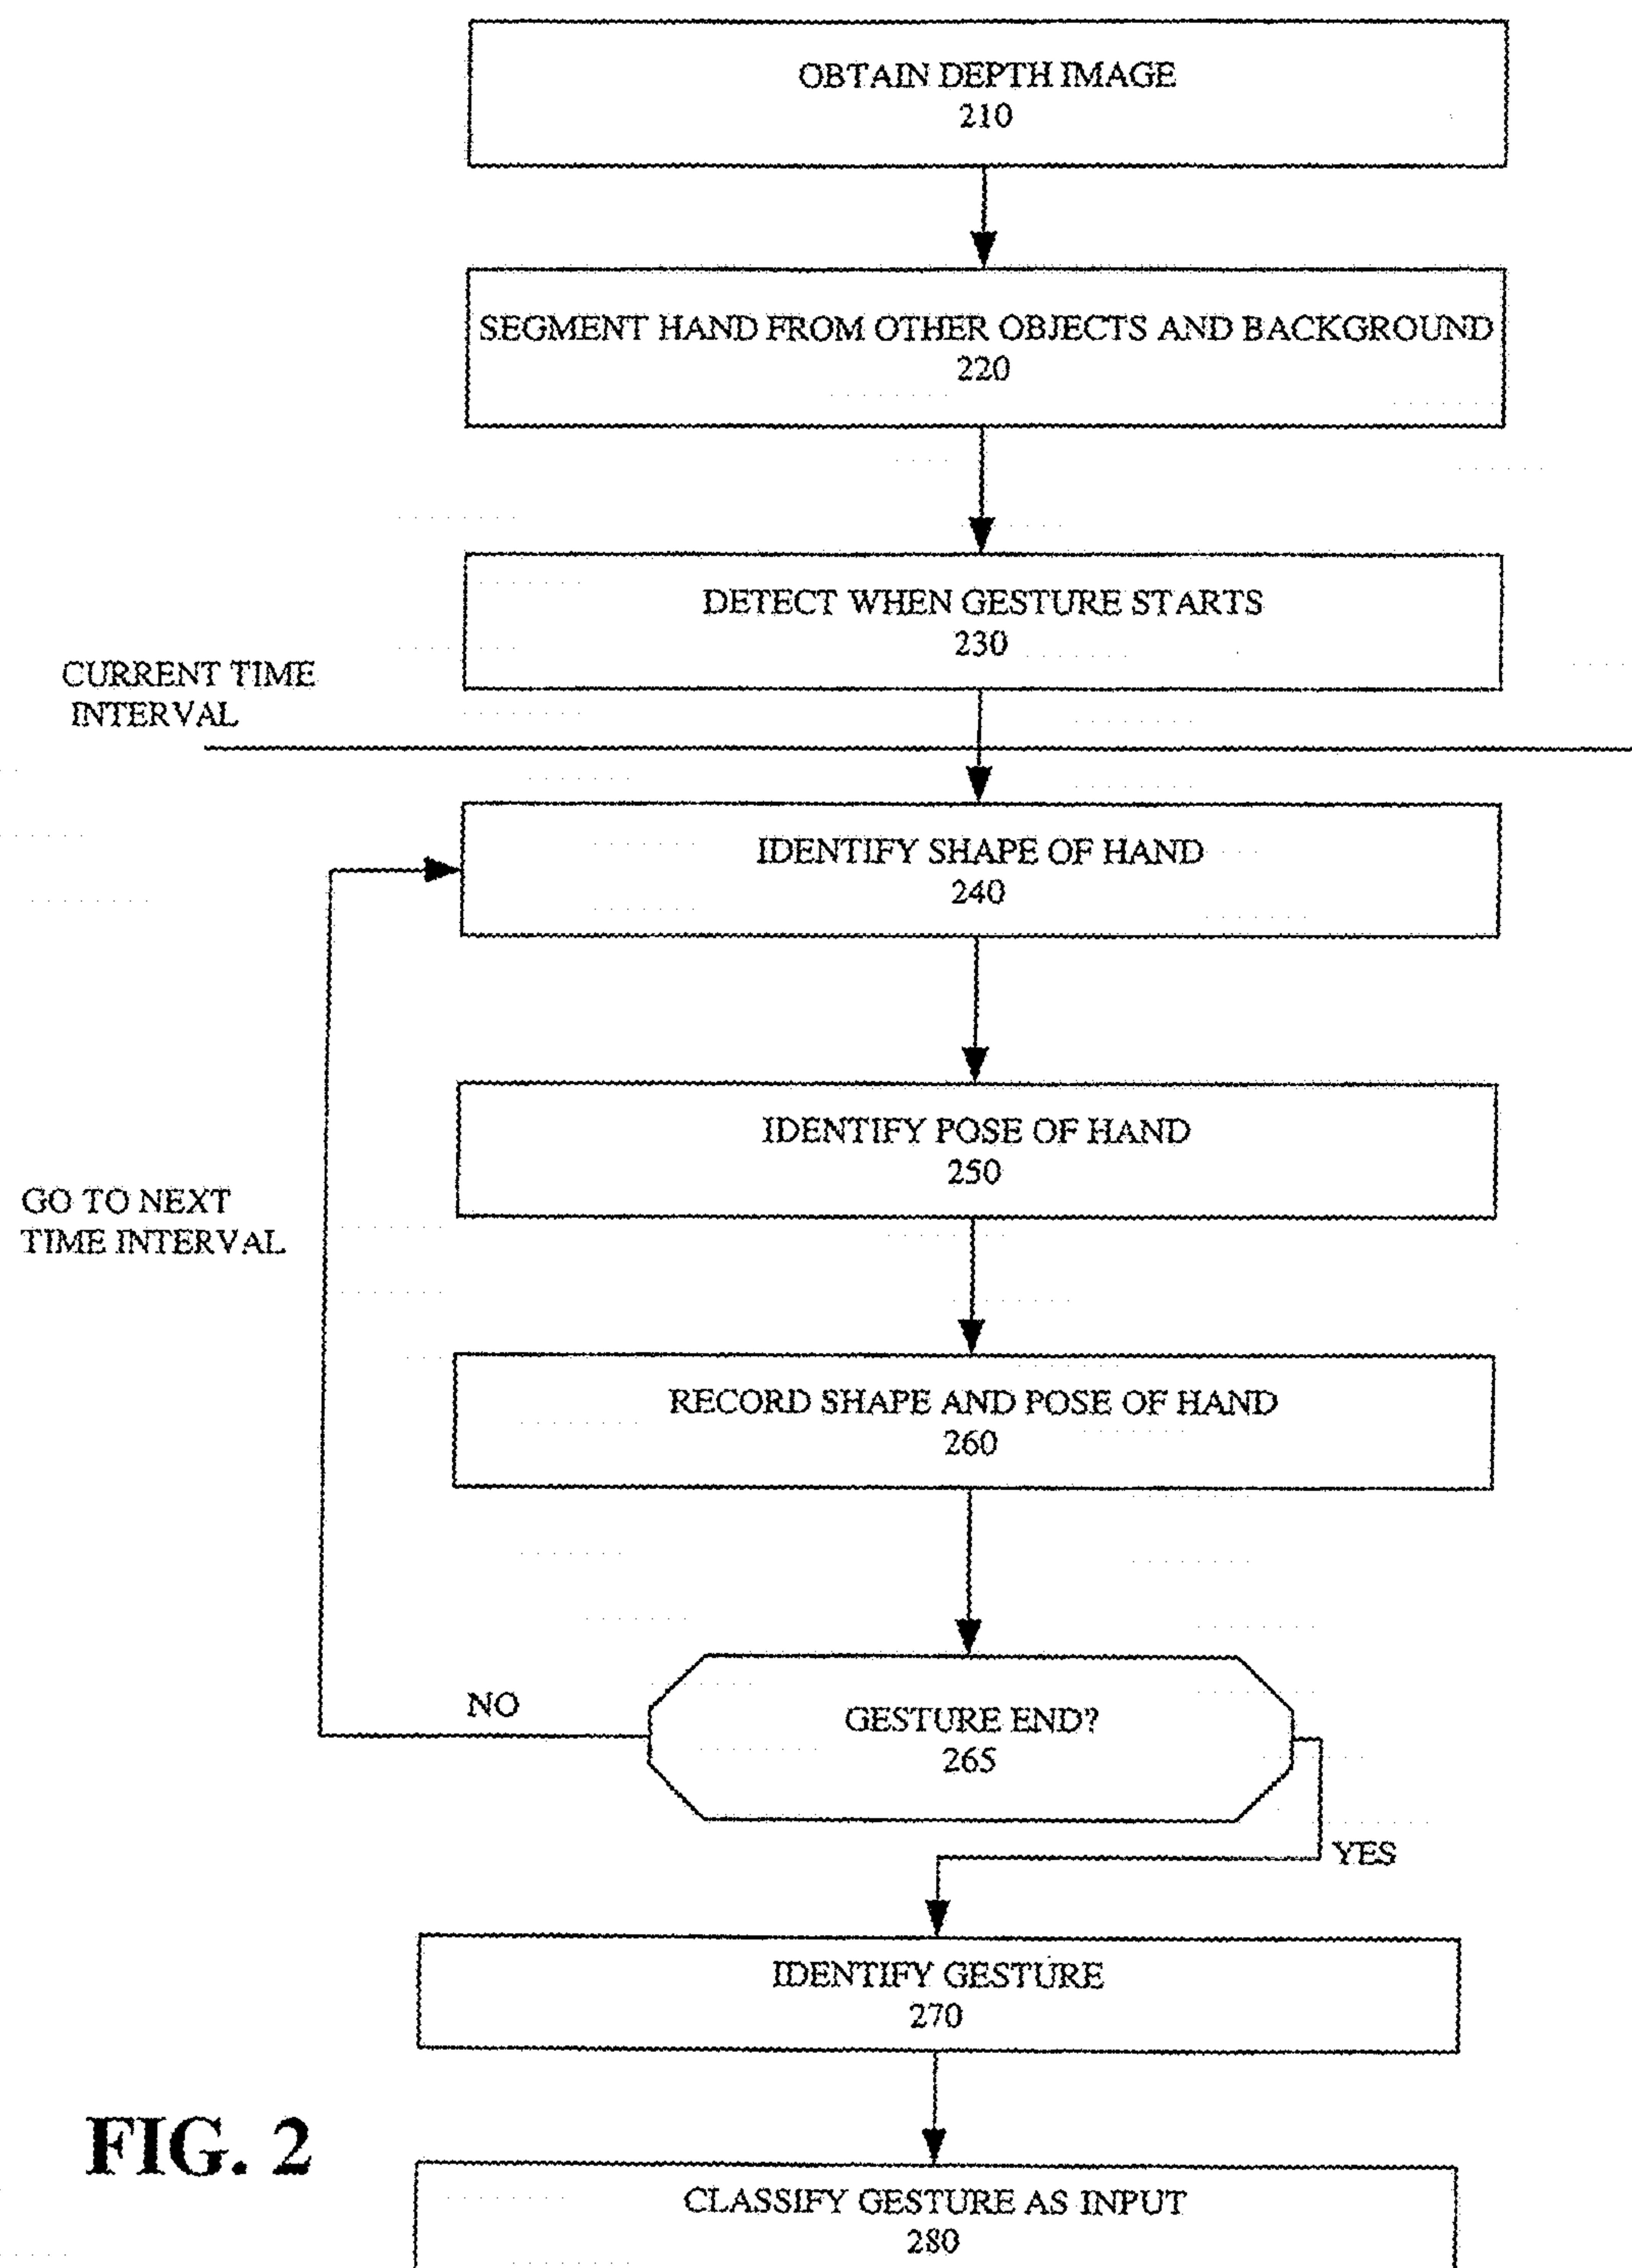 OBTAIN DEPTH IMAGE
210
SEGMENT HAND FROM OTHER OBJECTS AND BACKGROUND
220
DETECT WHEN GESTURE STARTS
230
CURRENT TIME
INTERVAL
IDENTIFY SHAPE OF HAND
240
IDENTIFY POSE OF HAND
250
GO TO NEXT
TIME INTERVAL
RECORD SHAPE AND POSE OF HAND
260
NO
GESTURE END?
265
YES
IDENTIFY GESTURE
270
FIG. 2
CLASSIFY GESTURE AS INPUT
280